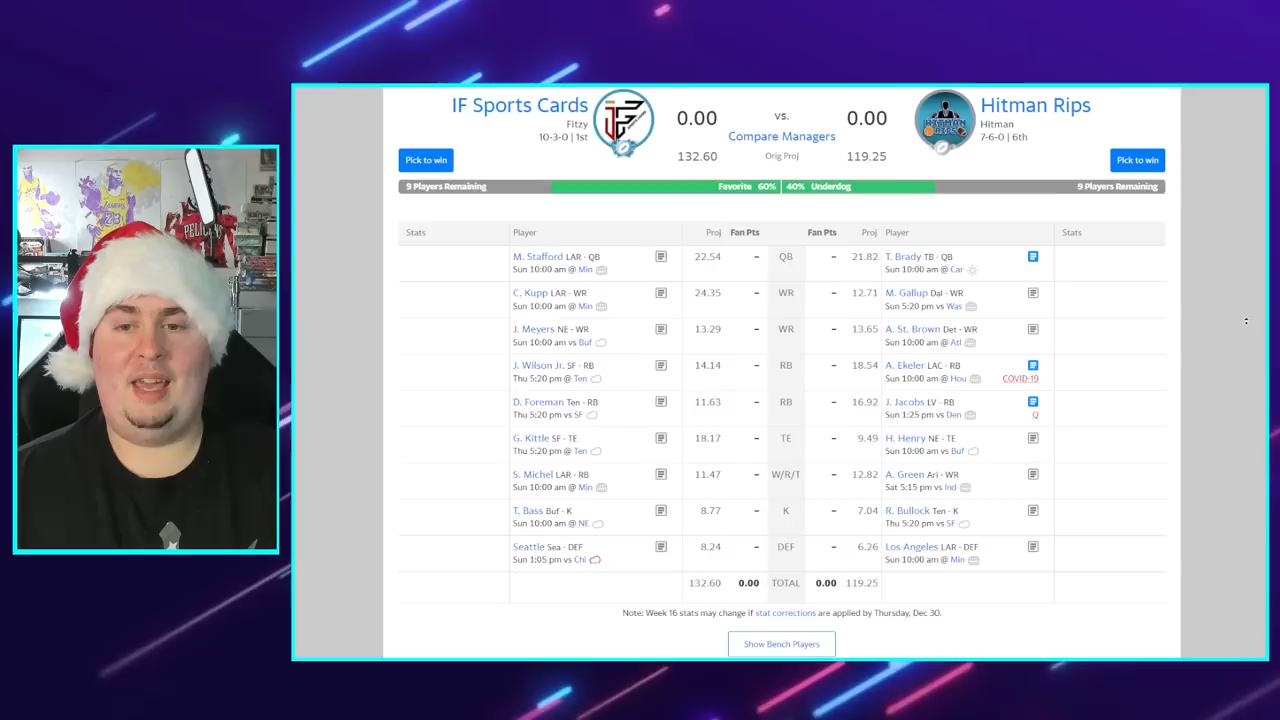 IF Sports Cards
Fitzy
10-3-0 | 1st
0.00 vs. 0.00
Compare Managers
132.60 Orig Proj 119.25
Hitman Rips
Hitman
7-6-0 | 6th
HITMAN
RIPS
Pick to win
Pick to win
9 Players Remaining Favorite 60% 40% Underdog 9 Players Remaining
Stats Player Proj Fan Pts Fan Pts Proj Player Stats
M. Stafford LAR - QB 22.54 – QB – 21.82 T. Brady TB - QB
Sun 10:00 am @ Min Sun 10:00 am @ Car
C. Kupp LAR - WR 24.35 – WR – 12.71 M. Gallup Dal - WR
Sun 10:00 am @ Min Sun 5:20 pm vs Was
J. Meyers NE - WR 13.29 – WR – 13.65 A. St. Brown Det - WR
Sun 10:00 am vs Buf Sun 10:00 am @ Atl
J. Wilson Jr. SF - RB 14.14 – RB – 18.54 A. Ekeler LAC - RB
Thu 5:20 pm @ Ten Sun 10:00 am @ Hou COVID-19
D. Foreman Ten - RB 11.63 – RB – 16.92 J. Jacobs LV - RB
Thu 5:20 pm vs SF Sun 1:25 pm vs Den Q
G. Kittle SF - TE 18.17 – TE – 9.49 H. Henry NE - TE
Thu 5:20 pm @ Ten Sun 10:00 am vs Buf
S. Michel LAR - RB 11.47 – W/R/T – 12.82 A. Green Ari - WR
Sun 10:00 am @ Min Sat 5:15 pm vs Ind
T. Bass Buf - K 8.77 – K – 7.04 R. Bullock Ten - K
Sun 10:00 am @ NE Thu 5:20 pm vs SF
Seattle Sea - DEF 8.24 – DEF – 6.26 Los Angeles LAR - DEF
Sun 1:05 pm vs Chi Sun 10:00 am @ Min
132.60 0.00 TOTAL 0.00 119.25
Note: Week 16 stats may change if stat corrections are applied by Thursday, Dec 30.
Show Bench Players
LAKERS
23
PELICANS
1